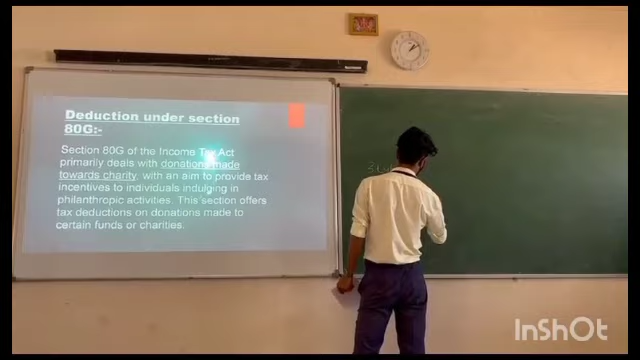 Deduction under section
80G:-
Section 80G of the Income Tax Act
primarily deals with donations made
towards charity, with an aim to provide tax
incentives to individuals indulging in
philanthropic activities. This section offers
tax deductions on donations made to
certain funds or charities.
InShOt